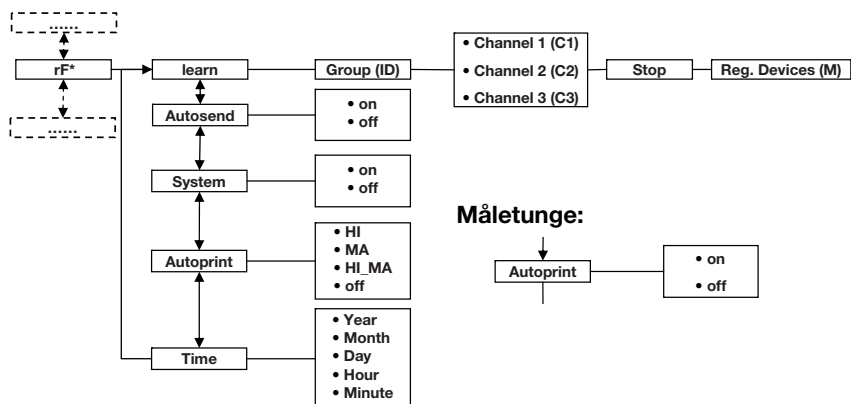 ......
rF*
......
learn
Group (ID)
• Channel 1 (C1)
• Channel 2 (C2)
• Channel 3 (C3)
Stop
Reg. Devices (M)
Autosend
• on
• off
System
• on
• off
Autoprint
• HI
• MA
• HI_MA
• off
Time
• Year
• Month
• Day
• Hour
• Minute
Måletunge:
Autoprint
• on
• off